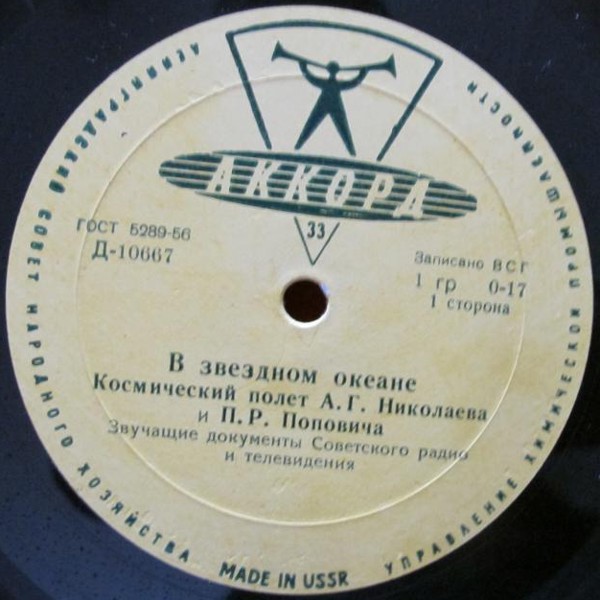 ЛЕНИНГРАДСКИЙ СОВЕТ НАРОДНОГО ХОЗЯЙСТВА
УПРАВЛЕНИЕ ХИМИЧЕСКОЙ ПРОМЫШЛЕННОСТИ
АККОРД
33
ГОСТ 5289-56
Д-10667
Записано ВСГ
1 гр 0-17
1 сторона
В звездном океане
Космический полет А.Г. Николаева
и П.Р. Поповича
Звучащие документы Советского радио
и телевидения
MADE IN USSR